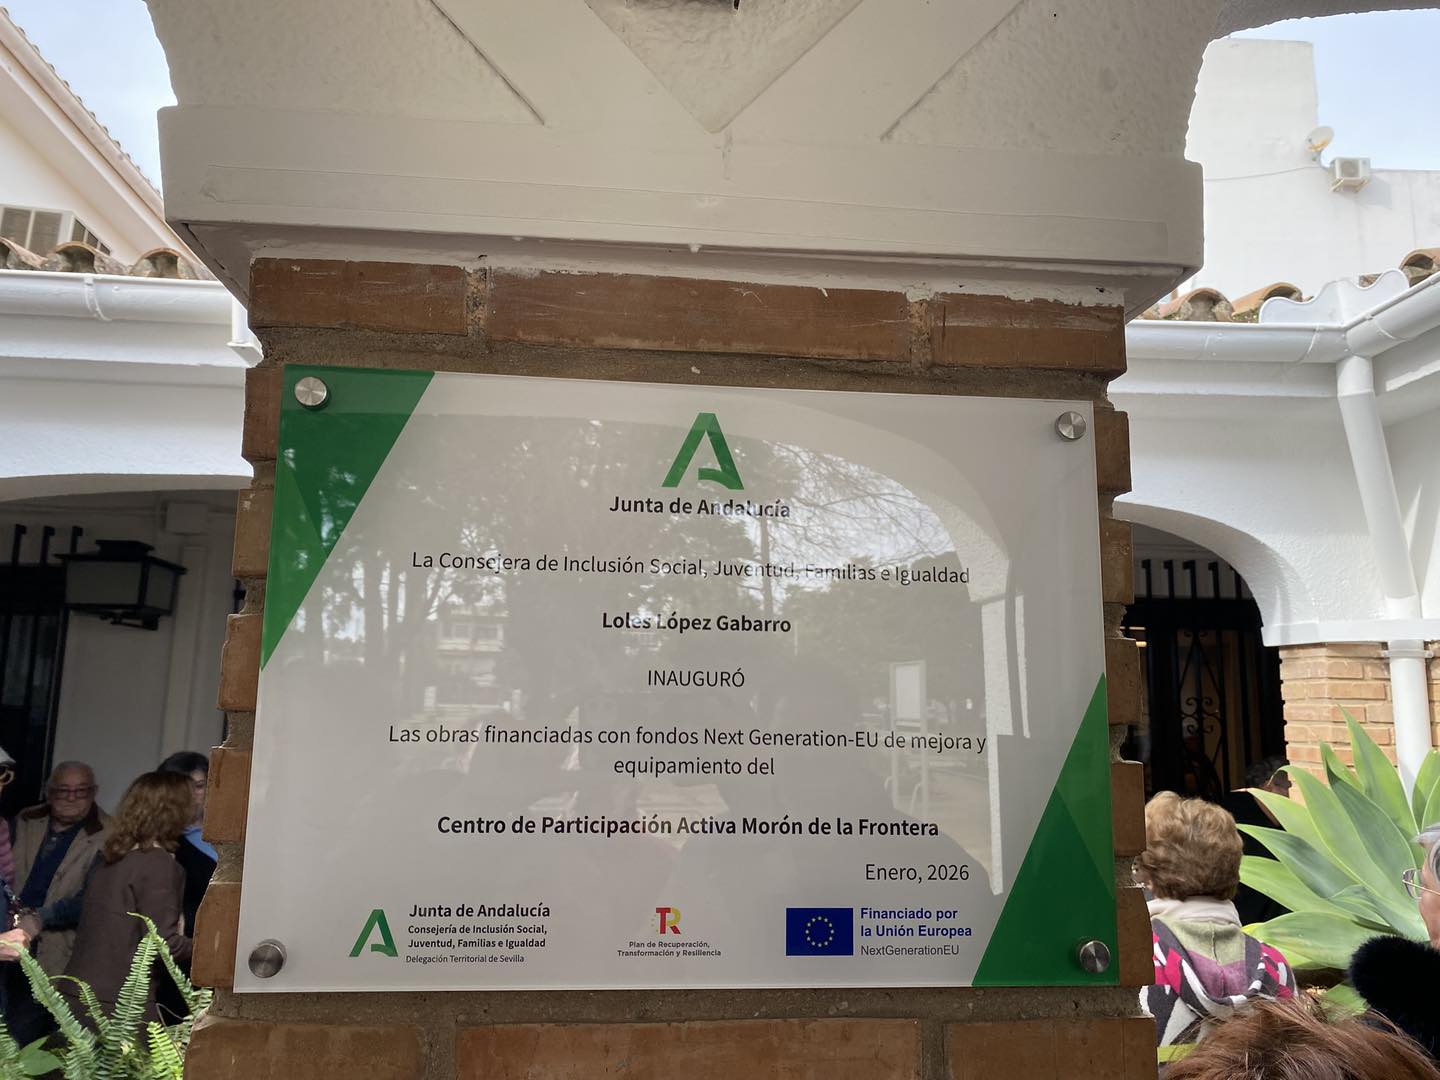 Junta de Andalucía
La Consejera de Inclusión Social, Juventud, Familias e Igualdad
Loles López Gabarro
INAUGURÓ
Las obras financiadas con fondos Next Generation-EU de mejora y
equipamiento del
Centro de Participación Activa Morón de la Frontera
Enero, 2026
Junta de Andalucía
Consejería de Inclusión Social,
Juventud, Familias e Igualdad
Delegación Territorial de Sevilla
TR
Plan de Recuperación,
Transformación y Resiliencia
Financiado por
la Unión Europea
NextGenerationEU